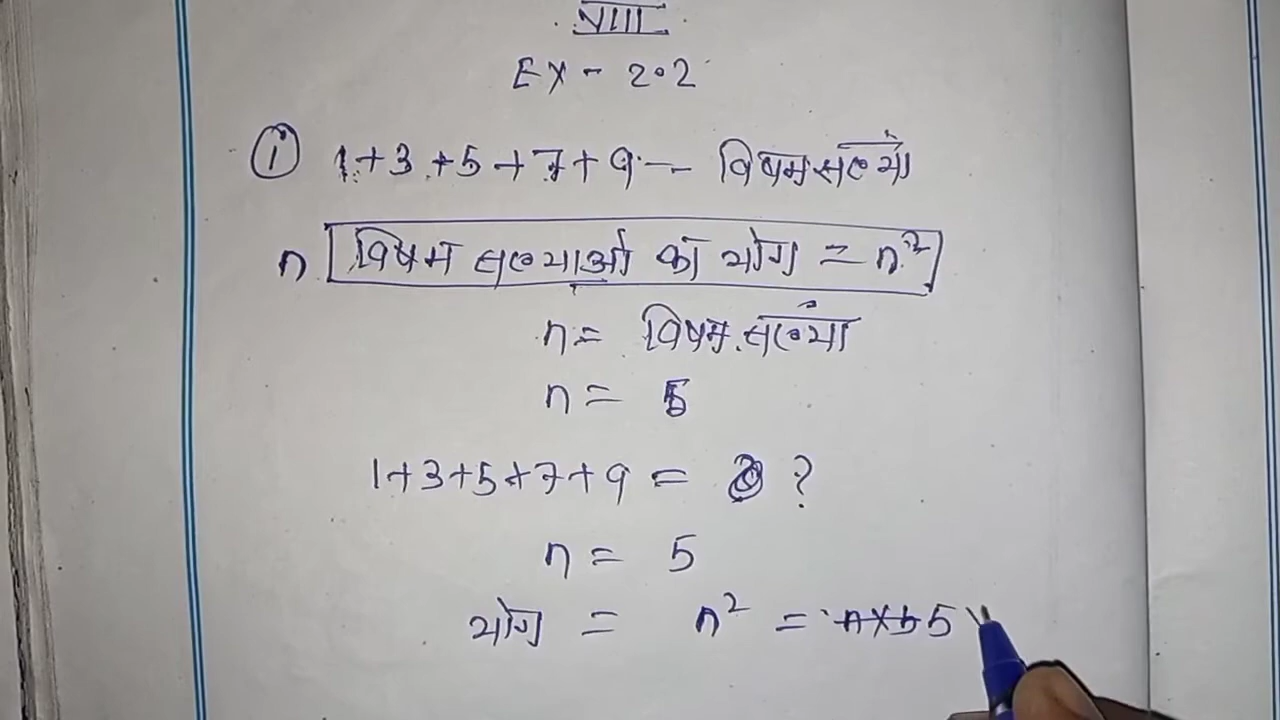 VIII
Ex - 2.2
(i) 1+3+5+7+9 — विषम संख्या
n विषम संख्याओं का योग = n²
n = विषम संख्या
n = 5
1+3+5+7+9 = ?
n = 5
योग = n² = n×5 5